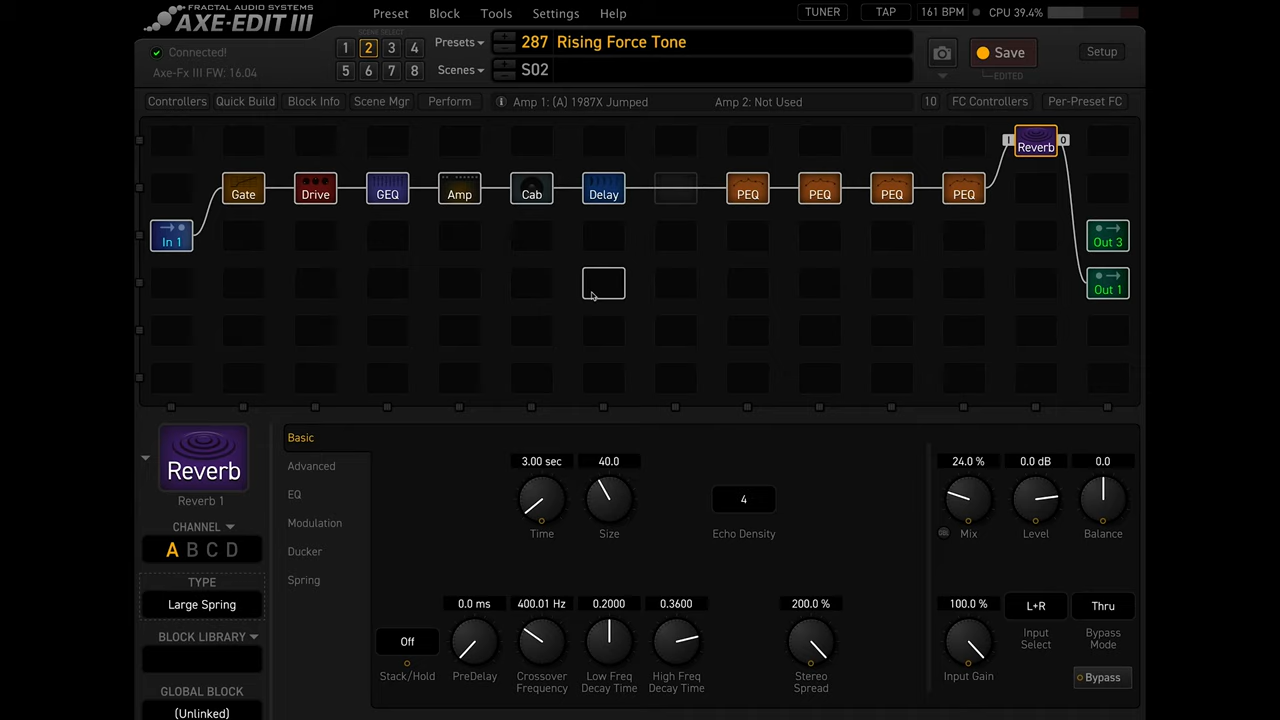 FRACTAL AUDIO SYSTEMS
AXE-EDIT III
Preset Block Tools Settings Help
TUNER TAP 161 BPM CPU 39.4%
Connected!
Axe-Fx III FW: 16.04
SCENE SELECT
1 2 3 4
5 6 7 8
Presets
287 Rising Force Tone
Scenes
S02
Save
EDITED
Setup
Controllers Quick Build Block Info Scene Mgr Perform
Amp 1: (A) 1987X Jumped
Amp 2: Not Used
10 FC Controllers Per-Preset FC
I Reverb O
Gate Drive GEQ Amp Cab Delay PEQ PEQ PEQ PEQ
In 1
Out 3
Out 1
Reverb
Reverb 1
CHANNEL
A B C D
TYPE
Large Spring
BLOCK LIBRARY
GLOBAL BLOCK
(Unlinked)
Basic
Advanced
EQ
Modulation
Ducker
Spring
3.00 sec 40.0
4
Time Size Echo Density
24.0 % 0.0 dB 0.0
Mix Level Balance
Off
Stack/Hold
0.0 ms 400.01 Hz 0.2000 0.3600 200.0 %
PreDelay
Crossover Frequency
Low Freq Decay Time
High Freq Decay Time
Stereo Spread
100.0 % L+R Thru
Input Gain
Input Select
Bypass Mode
Bypass